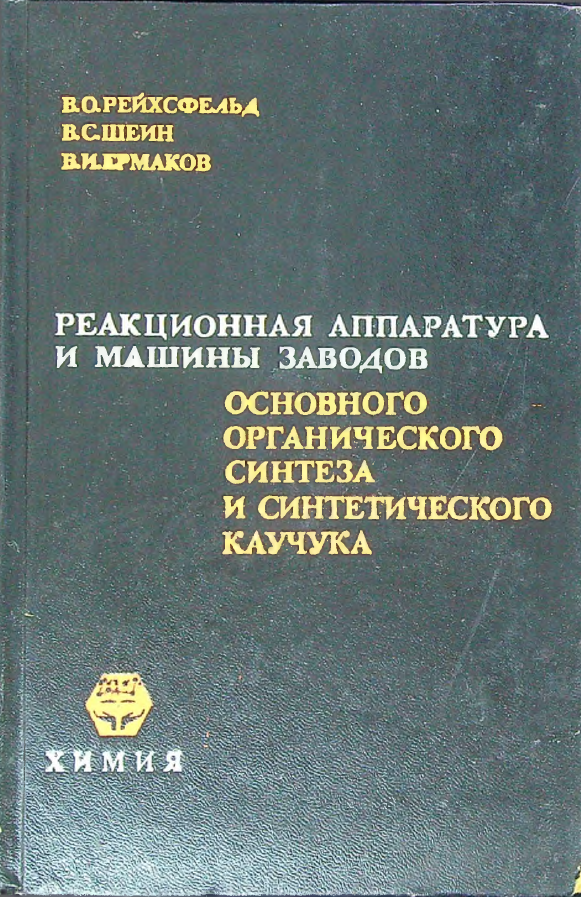 В.О.РЕЙХСФЕЛЬД
В.С.ШЕИН
В.И.ЕРМАКОВ
РЕАКЦИОННАЯ АППАРАТУРА
И МАШИНЫ ЗАВОДОВ
ОСНОВНОГО
ОРГАНИЧЕСКОГО
СИНТЕЗА
И СИНТЕТИЧЕСКОГО
КАУЧУКА
ХИМИЯ